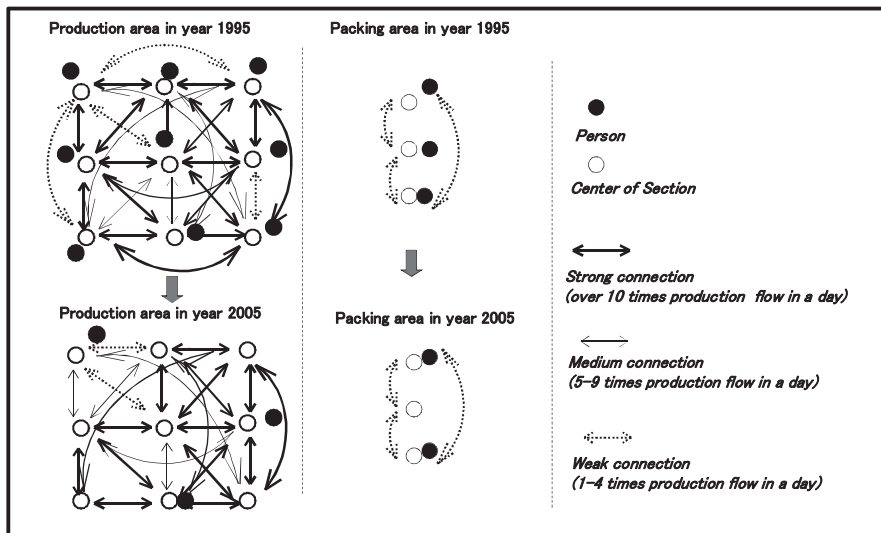 Production area in year 1995
Packing area in year 1995
Person
Center of Section
Strong connection
(over 10 times production flow in a day)
Production area in year 2005
Packing area in year 2005
Medium connection
(5-9 times production flow in a day)
Weak connection
(1-4 times production flow in a day)